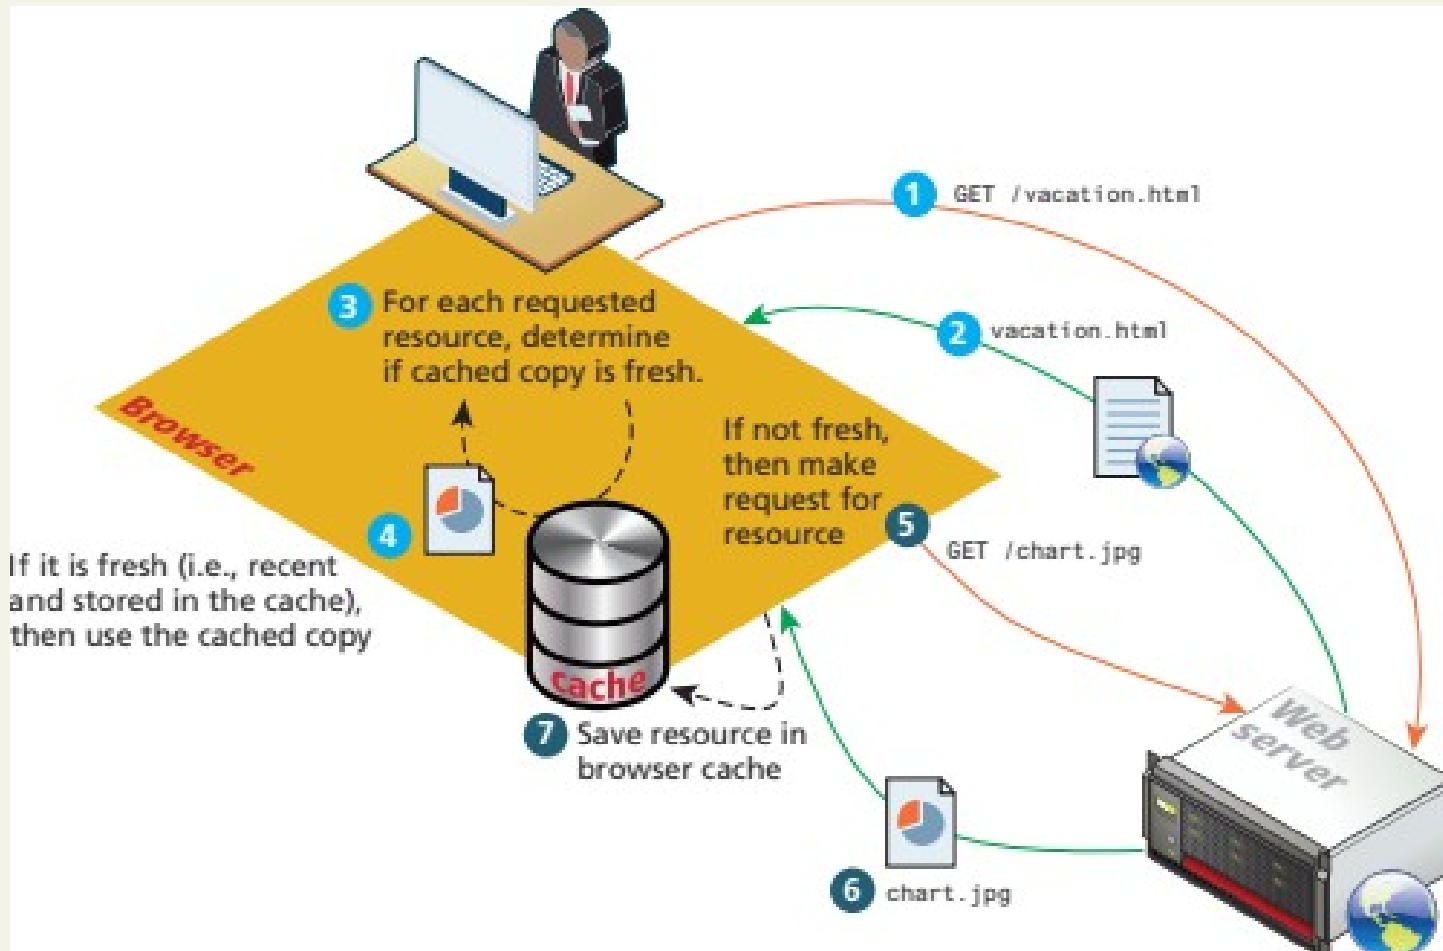 1 GET /vacation.html
2 vacation.html
3 For each requested
resource, determine
if cached copy is fresh.
Browser
If not fresh,
then make
request for
resource
5
GET /chart.jpg
4
If it is fresh (i.e., recent
and stored in the cache),
then use the cached copy
cache
7 Save resource in
browser cache
Web
server
6 chart.jpg